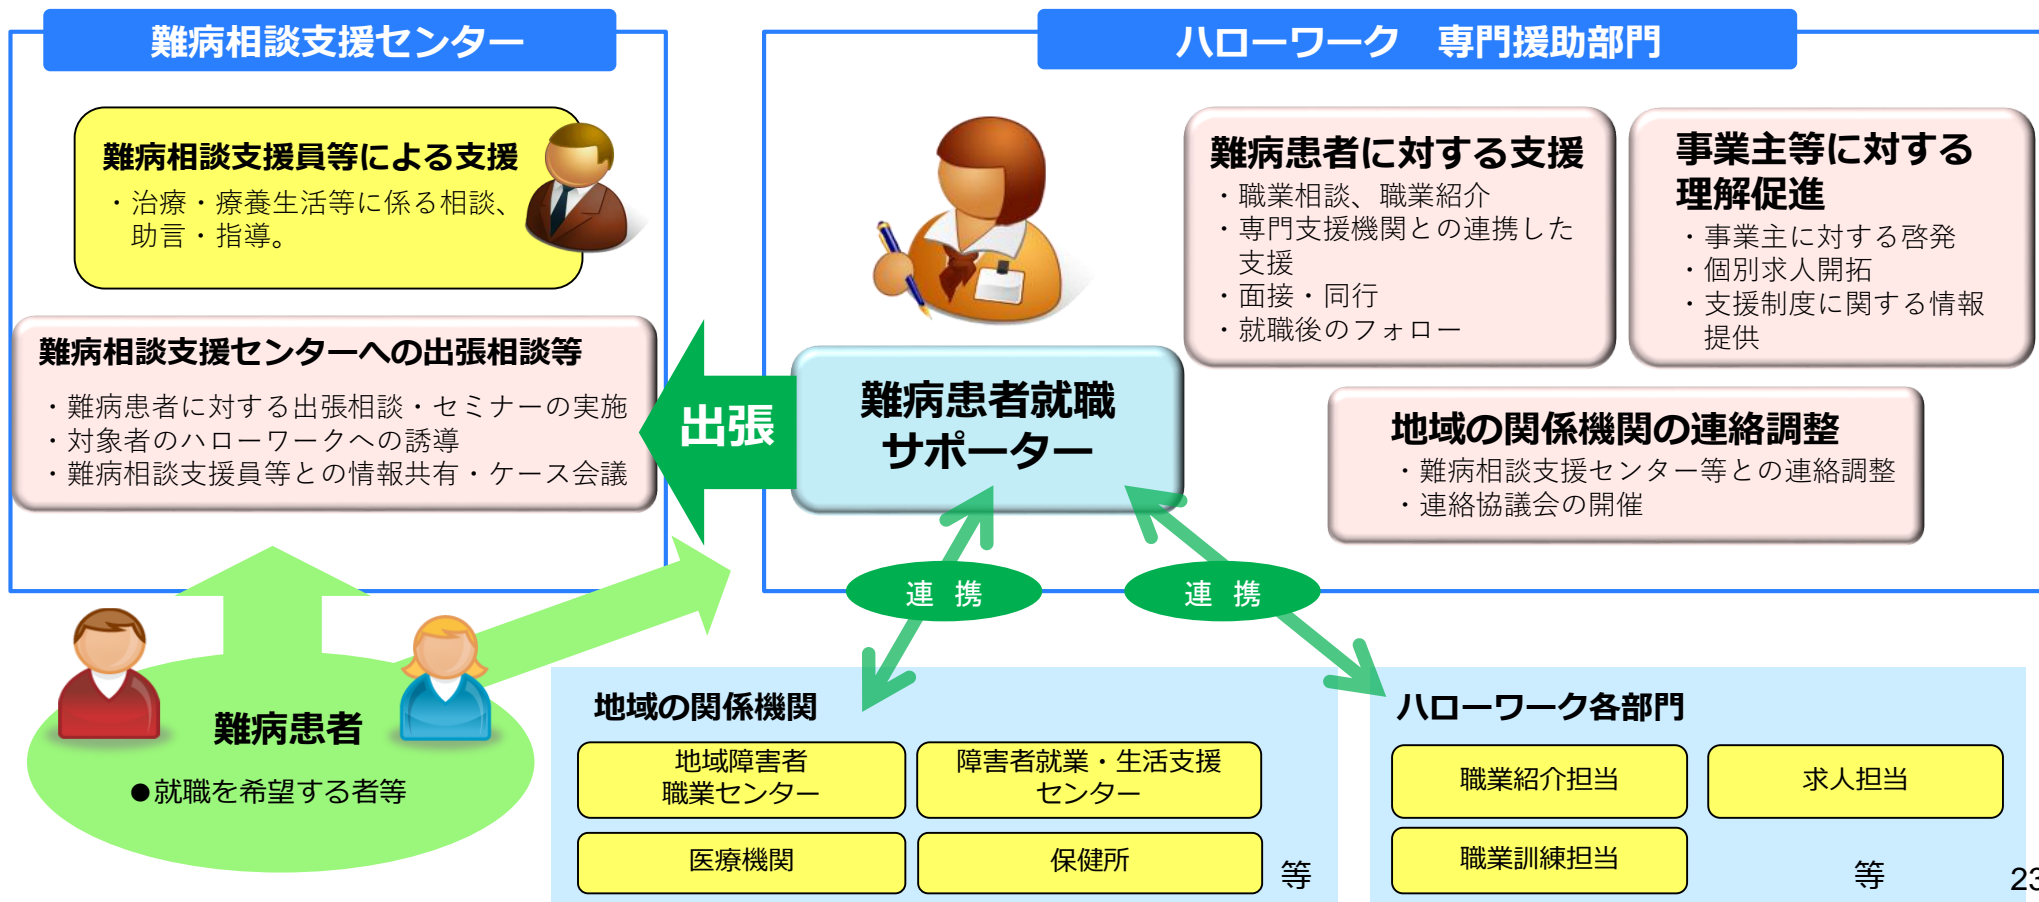 難病相談支援センター
難病相談支援員等による支援
・治療・療養生活等に係る相談、
助言・指導。
難病相談支援センターへの出張相談等
・難病患者に対する出張相談・セミナーの実施
・対象者のハローワークへの誘導
・難病相談支援員等との情報共有・ケース会議
出張
ハローワーク　専門援助部門
難病患者就職
サポーター
難病患者に対する支援
・職業相談、職業紹介
・専門支援機関との連携した
支援
・面接・同行
・就職後のフォロー
事業主等に対する
理解促進
・事業主に対する啓発
・個別求人開拓
・支援制度に関する情報
提供
地域の関係機関の連絡調整
・難病相談支援センター等との連絡調整
・連絡協議会の開催
連 携
連 携
難病患者
●就職を希望する者等
地域の関係機関
地域障害者
職業センター
障害者就業・生活支援
センター
医療機関
保健所
等
ハローワーク各部門
職業紹介担当
求人担当
職業訓練担当
等
23